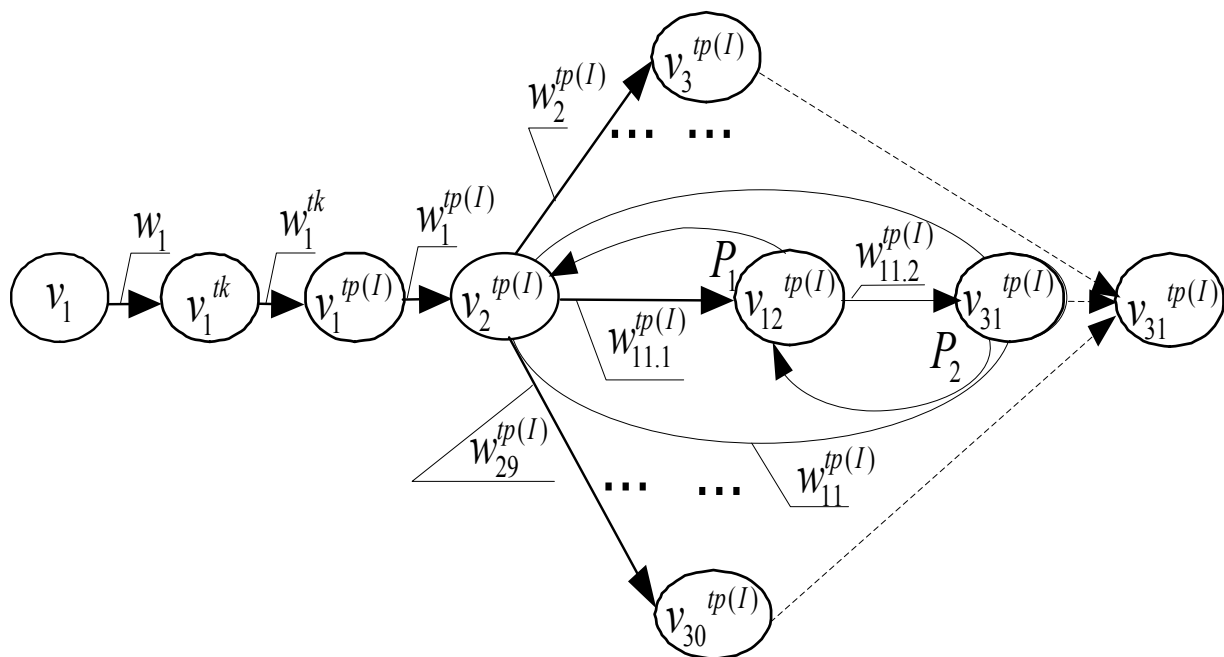 v_3^{tp(I)}
w_2^{tp(I)}
... ...
w_1
w_1^{tk}
w_1^{tp(I)}
P_1
w_{11.2}^{tp(I)}
v_1
v_1^{tk}
v_1^{tp(I)}
v_2^{tp(I)}
v_{12}^{tp(I)}
v_{31}^{tp(I)}
v_{31}^{tp(I)}
w_{11.1}^{tp(I)}
P_2
w_{29}^{tp(I)}
w_{11}^{tp(I)}
... ...
v_{30}^{tp(I)}